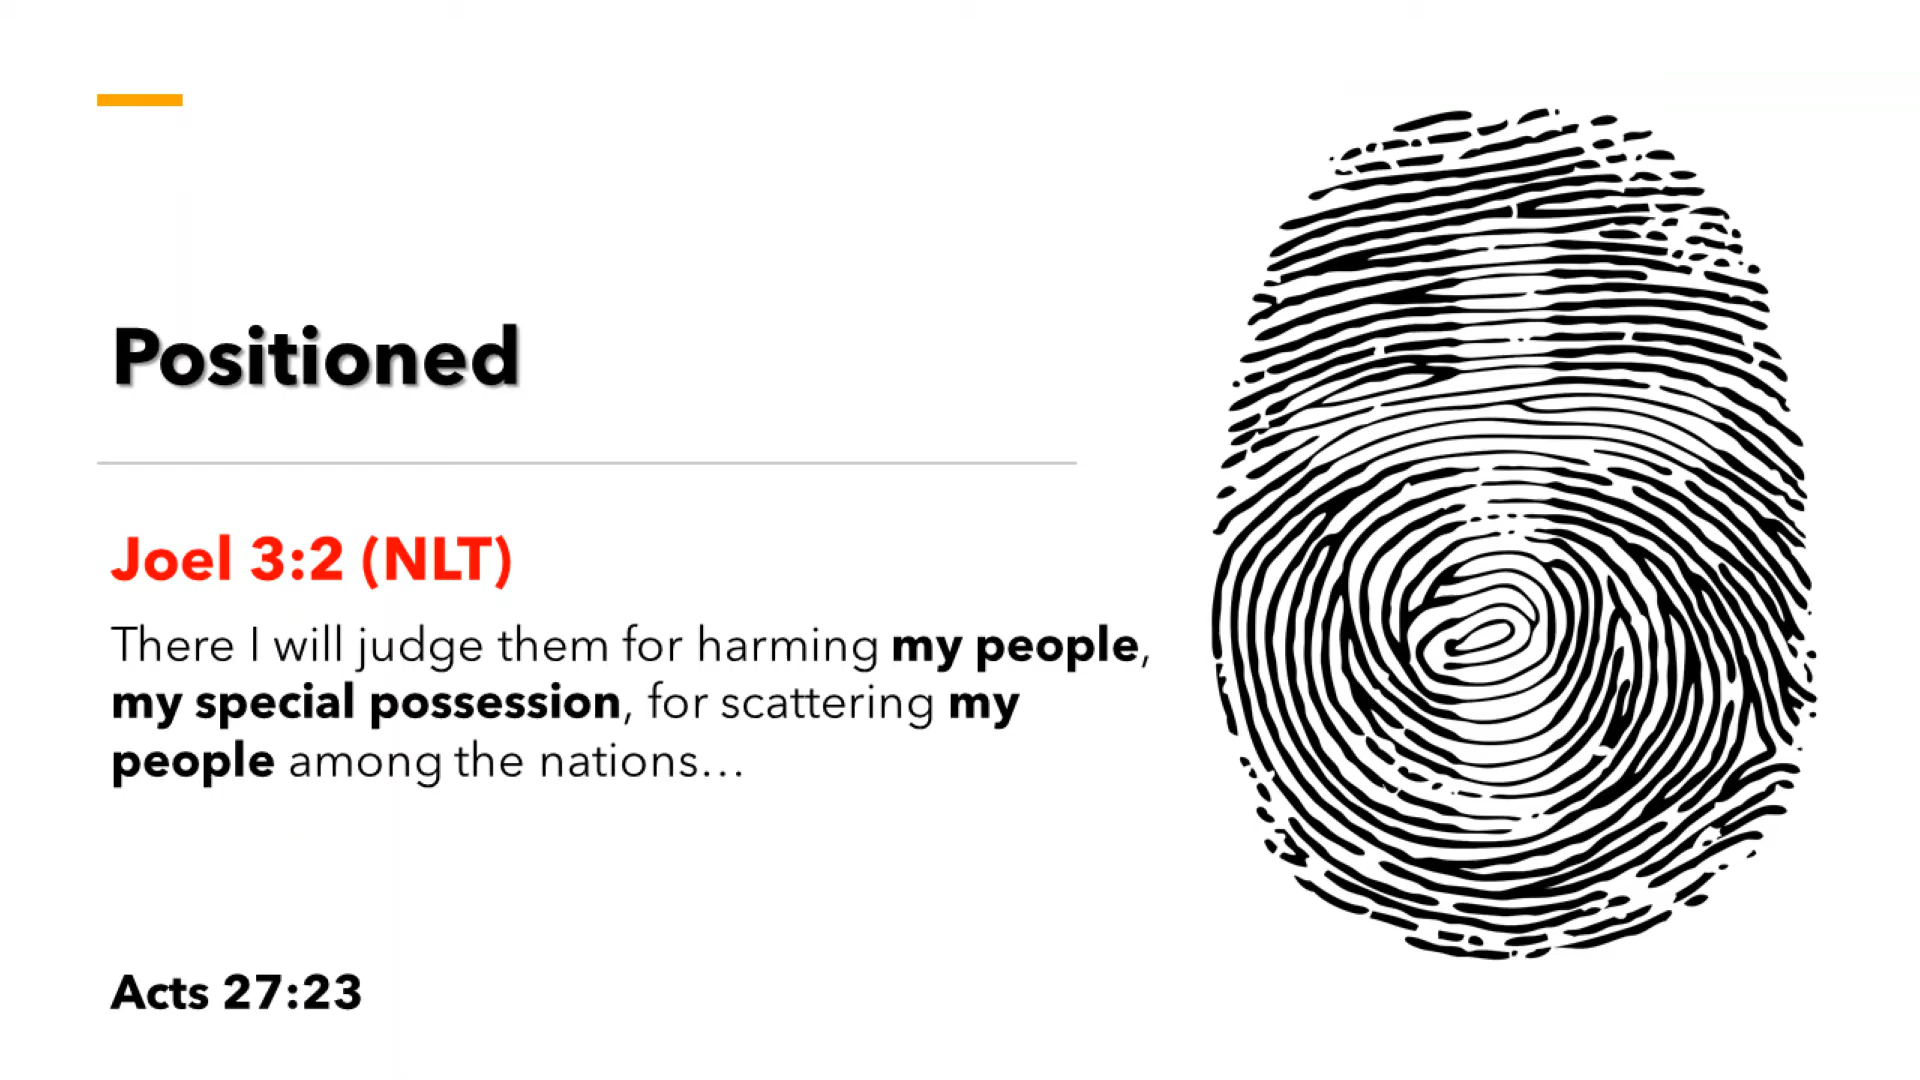 Positioned
Joel 3:2 (NLT)
There I will judge them for harming my people,
my special possession, for scattering my
people among the nations…
Acts 27:23